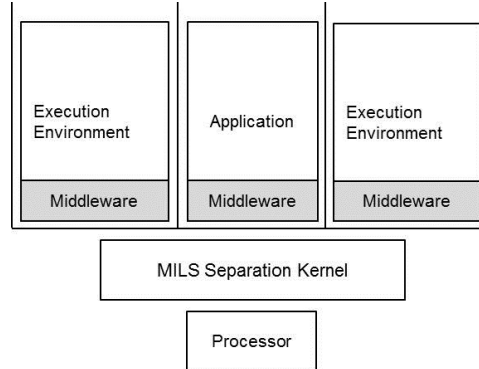 Execution
Environment
Application
Execution
Environment
Middleware
Middleware
Middleware
MILS Separation Kernel
Processor